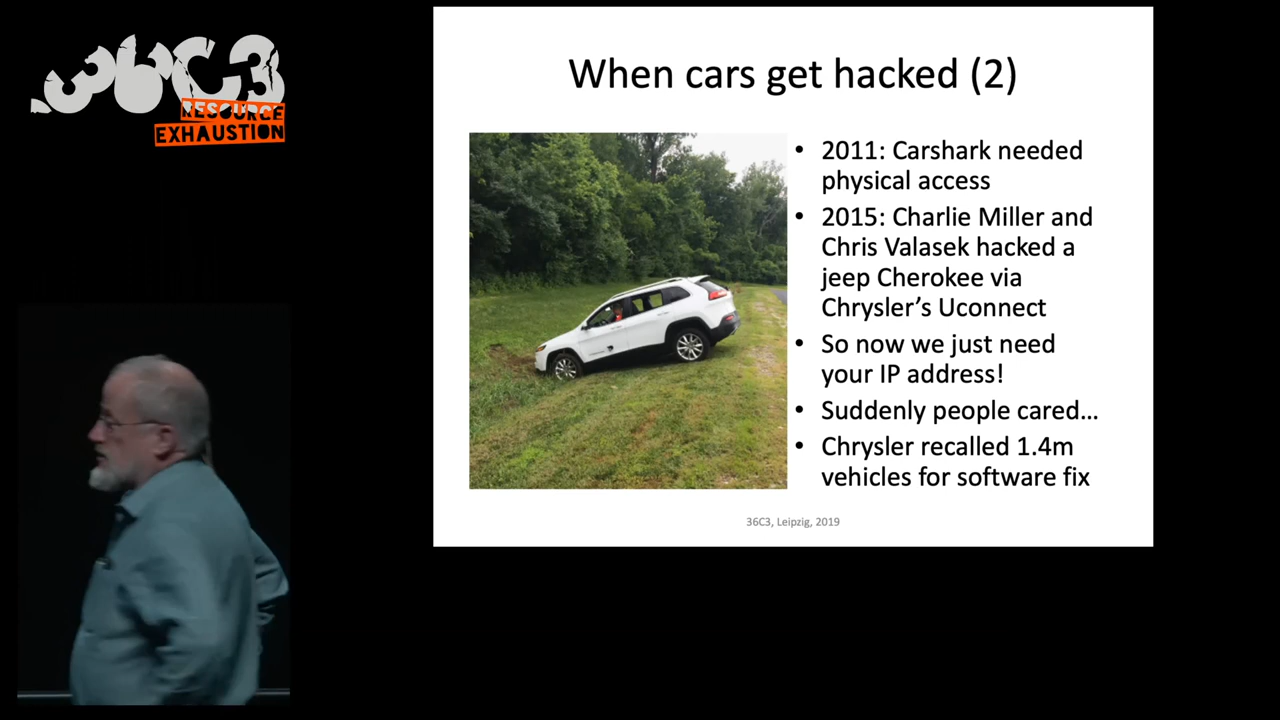 36C3
RESOURCE
EXHAUSTION
When cars get hacked (2)
• 2011: Carshark needed
physical access
• 2015: Charlie Miller and
Chris Valasek hacked a
jeep Cherokee via
Chrysler’s Uconnect
• So now we just need
your IP address!
• Suddenly people cared…
• Chrysler recalled 1.4m
vehicles for software fix
36C3, Leipzig, 2019